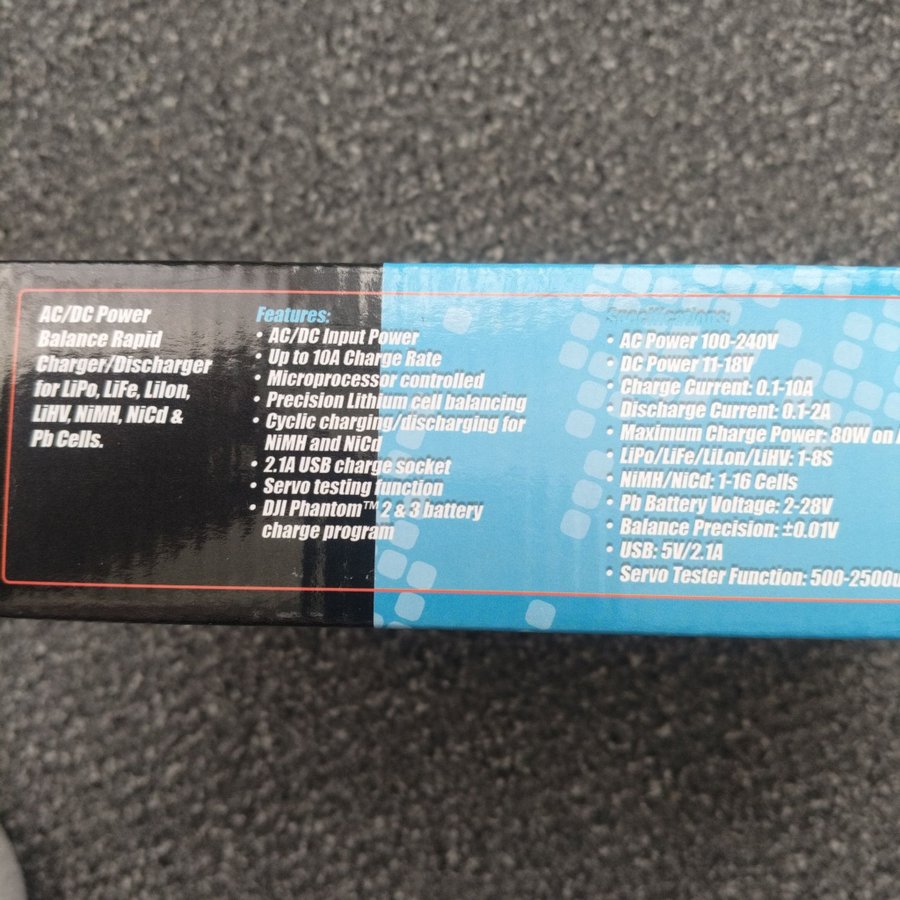 AC/DC Power
Balance Rapid
Charger/Discharger
for LiPo, LiFe, LiIon,
LiHV, NiMH, NiCd &
Pb Cells.
Features:
• AC/DC Input Power
• Up to 10A Charge Rate
• Microprocessor controlled
• Precision Lithium cell balancing
• Cyclic charging/discharging for
NiMH and NiCd
• 2.1A USB charge socket
• Servo testing function
• DJI Phantom™ 2 & 3 battery
charge program
Specifications:
• AC Power 100-240V
• DC Power 11-18V
• Charge Current: 0.1-10A
• Discharge Current: 0.1-2A
• Maximum Charge Power: 80W on
• LiPo/LiFe/LiLon/LiHV: 1-8S
• NiMH/NiCd: 1-16 Cells
• Pb Battery Voltage: 2-28V
• Balance Precision: ±0.01V
• USB: 5V/2.1A
• Servo Tester Function: 500-2500u